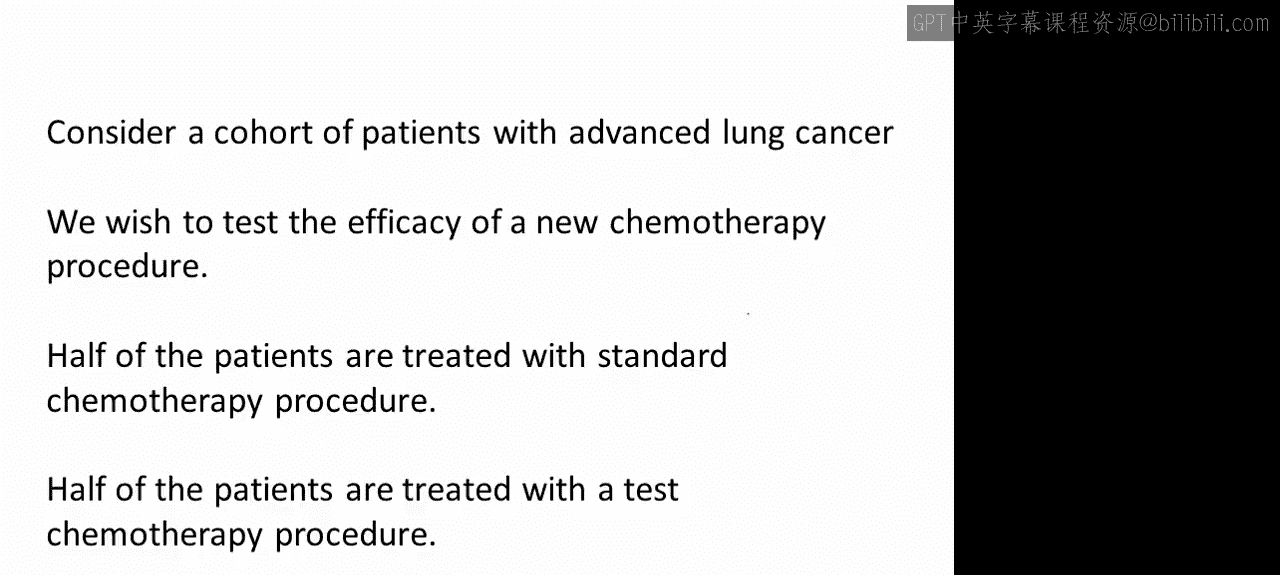 GPT中英字幕课程资源@bilibili.com
Consider a cohort of patients with advanced lung cancer
We wish to test the efficacy of a new chemotherapy
procedure.
Half of the patients are treated with standard
chemotherapy procedure.
Half of the patients are treated with a test
chemotherapy procedure.